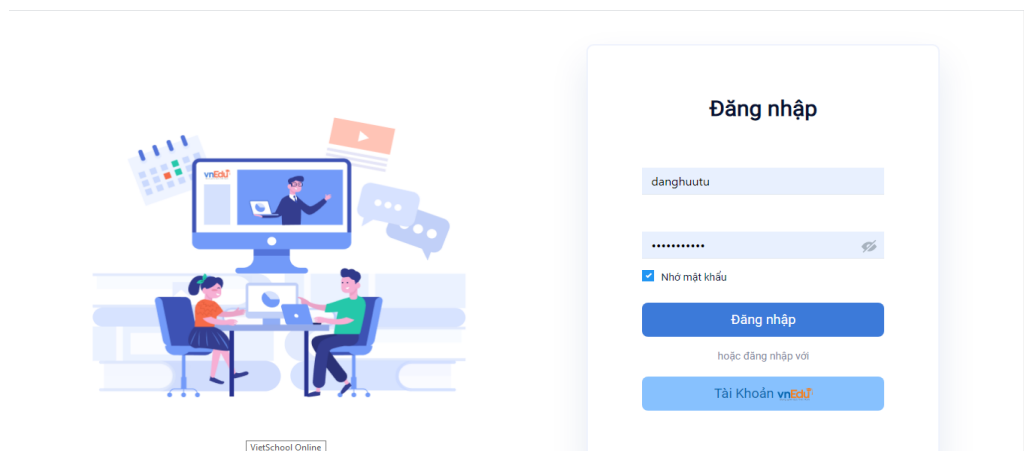 Đăng nhập
vnEdu
danghuutu
•••••••••••
Nhớ mật khẩu
Đăng nhập
hoặc đăng nhập với
Tài Khoản vnEdu
VietSchool Online